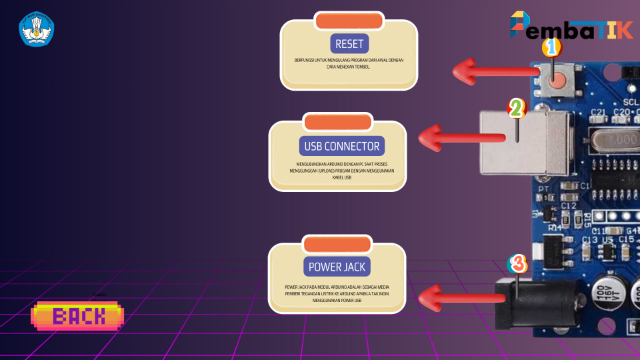 PembaTIK
RESET
BERFUNGSI UNTUK MENGULANG PROGRAM DARI AWAL DENGAN
CARA MENEKAN TOMBOL.
1
USB CONNECTOR
MENGHUBUNGKAN ARDUINO DENGAN PC SAAT PROSES
MENGUNGGAH (UPLOAD) PROGRAM DENGAN MENGGUNAKAN
KABEL USB
2
POWER JACK
POWER JACK PADA MODUL ARDUINO ADALAH SEBAGAI MEDIA
PEMBERI TEGANGAN LISTRIK KE ARDUINO APABILA TAK INGIN
MENGGUNAKAN POWER USB
3
BACK
SCL
C21
C20
PT
C12
C11
C13
U5
C15